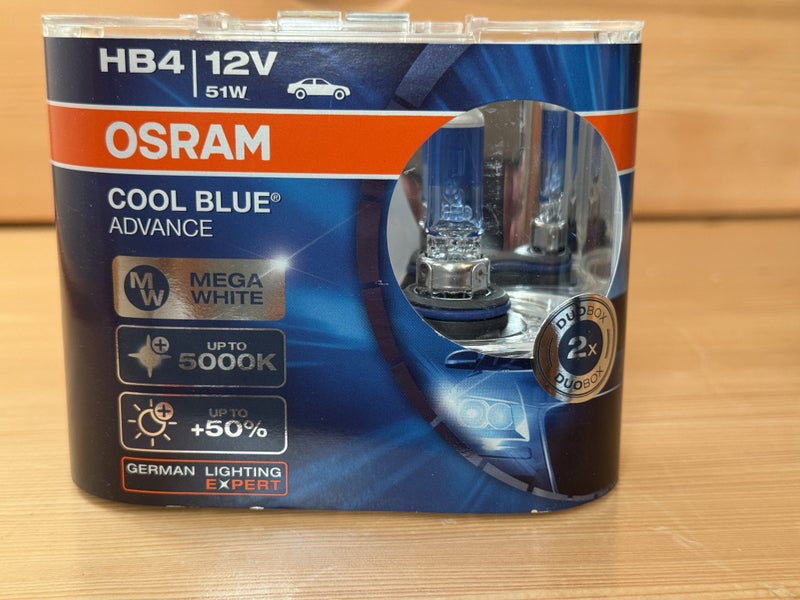 HB4 | 12V
51W
OSRAM
COOL BLUE®
ADVANCE
MW
MEGA
WHITE
UP TO
5000K
UP TO
+50%
GERMAN LIGHTING
EXPERT
DUOBOX
2x
DUOBOX